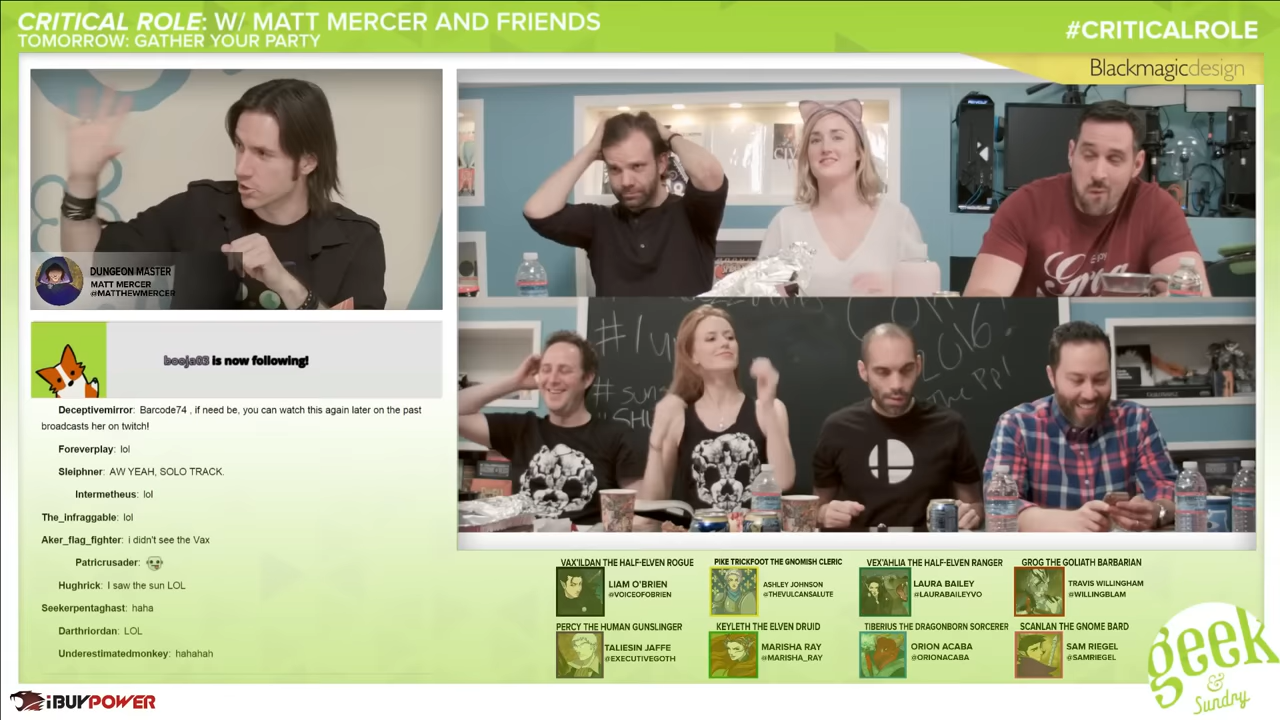 CRITICAL ROLE: W/ MATT MERCER AND FRIENDS
TOMORROW: GATHER YOUR PARTY
#CRITICALROLE
Blackmagicdesign
DUNGEON MASTER
MATT MERCER
@MATTHEWMERCER
booja03 is now following!
Deceptivemirror: Barcode74 , if need be, you can watch this again later on the past
broadcasts her on twitch!
Foreverplay: lol
Sleiphner: AW YEAH, SOLO TRACK.
Intermetheus: lol
The_infraggable: lol
Aker_flag_fighter: i didn't see the Vax
Patricrusader:
Hughrick: I saw the sun LOL
Seekerpentaghast: haha
Darthriordan: LOL
Underestimatedmonkey: hahahah
VAX'ILDAN THE HALF-ELVEN ROGUE
LIAM O'BRIEN
@VOICEOFOBRIEN
PIKE TRICKFOOT THE GNOMISH CLERIC
ASHLEY JOHNSON
@THEVULCANSALUTE
VEX'AHLIA THE HALF-ELVEN RANGER
LAURA BAILEY
@LAURABAILEYVO
GROG THE GOLIATH BARBARIAN
TRAVIS WILLINGHAM
@WILLINGBLAM
PERCY THE HUMAN GUNSLINGER
TALIESIN JAFFE
@EXECUTIVEGOTH
KEYLETH THE ELVEN DRUID
MARISHA RAY
@MARISHA_RAY
TIBERIUS THE DRAGONBORN SORCERER
ORION ACABA
@ORIONACABA
SCANLAN THE GNOME BARD
SAM RIEGEL
@SAMRIEGEL
geek
&
Sundry
iBUYPOWER